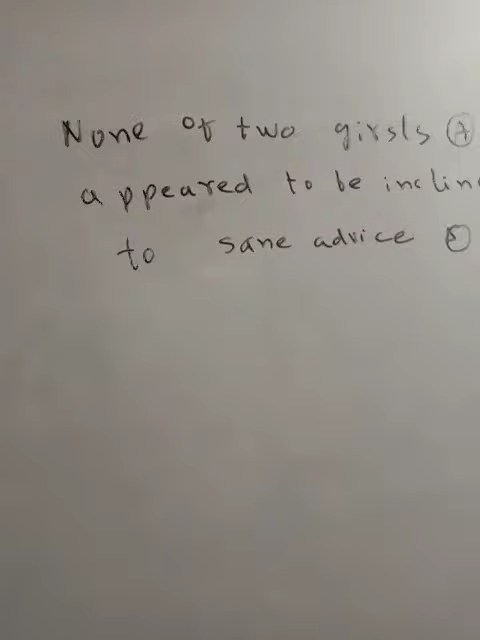 None of two girsls Ⓐ
appeared to be inclin
to sane advice